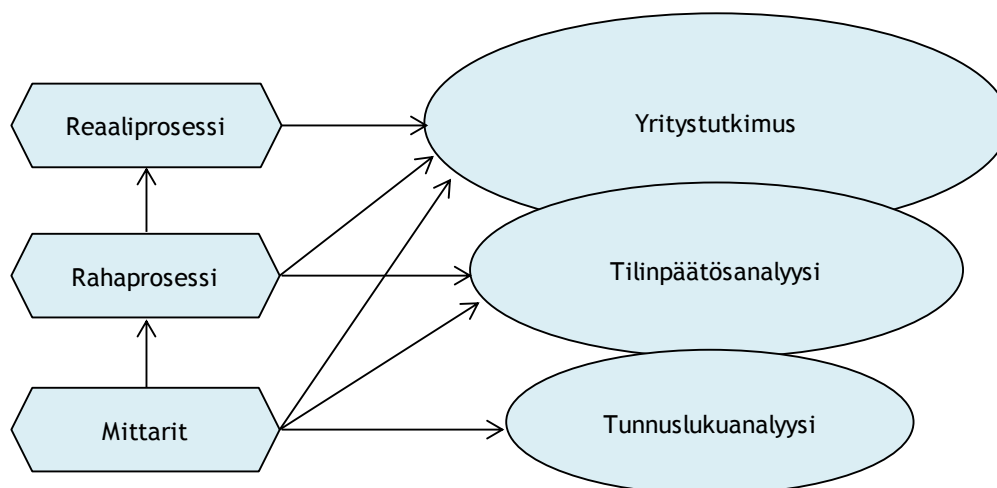 Reaaliprosessi
Yritystutkimus
Rahaprosessi
Tilinpäätösanalyysi
Mittarit
Tunnuslukuanalyysi